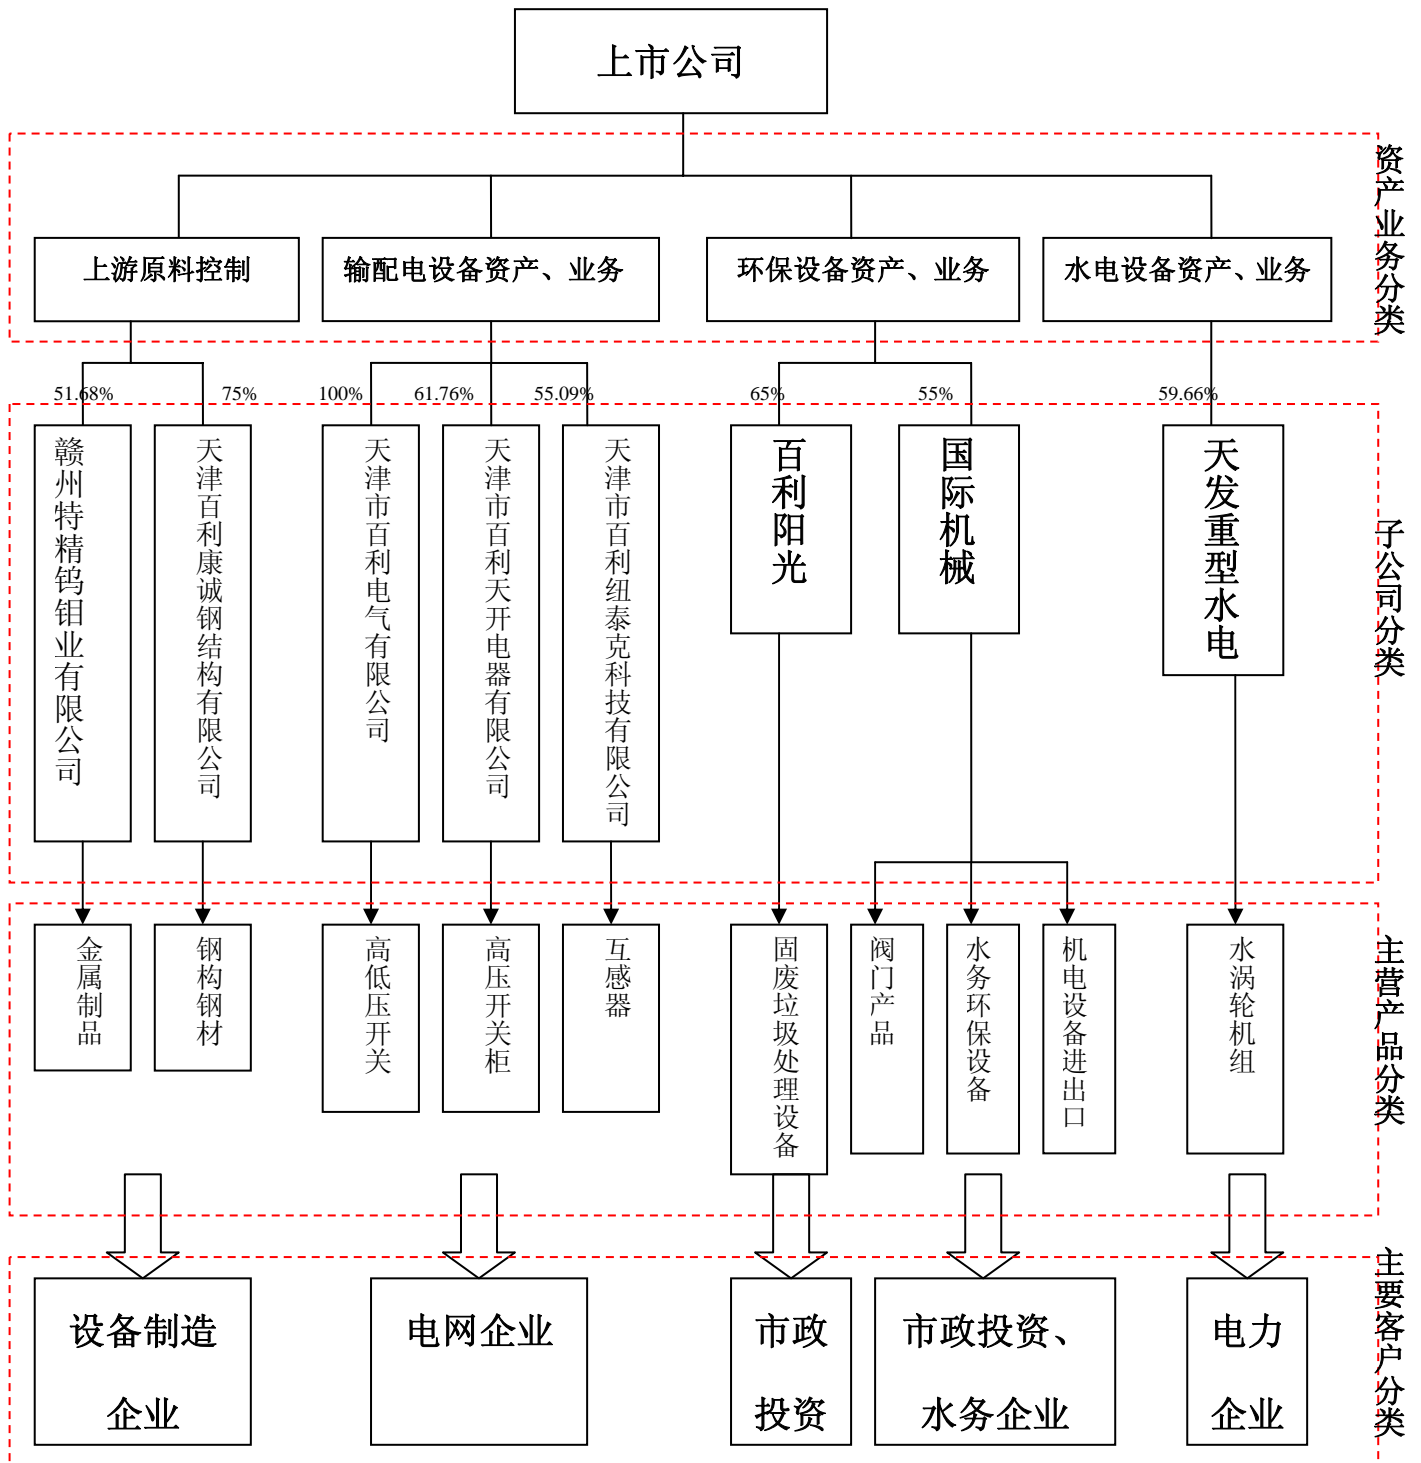 上市公司
资产业务分类
上游原料控制
输配电设备资产、业务
环保设备资产、业务
水电设备资产、业务
51.68%
75%
100%
61.76%
55.09%
65%
55%
59.66%
赣州特精钨钼业有限公司
天津百利康诚钢结构有限公司
天津市百利电气有限公司
天津市百利天开电器有限公司
天津市百利纽泰克科技有限公司
百利阳光
国际机械
天发重型水电
子公司分类
金属制品
钢构钢材
高低压开关
高压开关柜
互感器
固废垃圾处理设备
阀门产品
水务环保设备
机电设备进出口
水涡轮机组
主营产品分类
设备制造
企业
电网企业
市政
投资
市政投资、
水务企业
电力
企业
主要客户分类